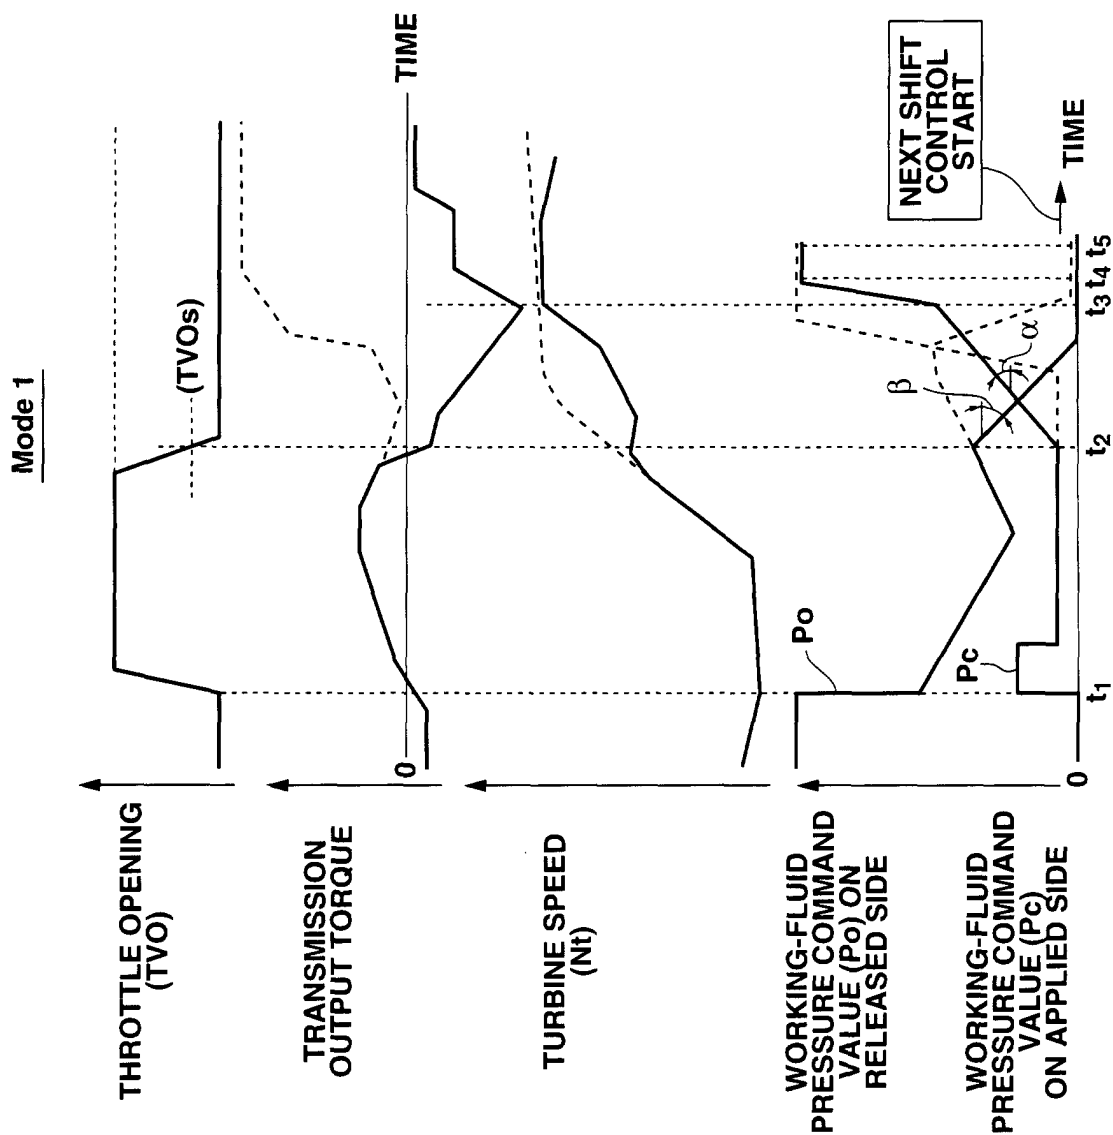 Mode 1
THROTTLE OPENING
(TVO)
(TVOs)
TRANSMISSION
OUTPUT TORQUE
0
TIME
TURBINE SPEED
(Nt)
WORKING-FLUID
PRESSURE COMMAND
VALUE (Po) ON
RELEASED SIDE
Po
WORKING-FLUID
PRESSURE COMMAND
VALUE (Pc)
ON APPLIED SIDE
Pc
β
α
NEXT SHIFT
CONTROL
START
0
t1
t2
t3
t4
t5
TIME